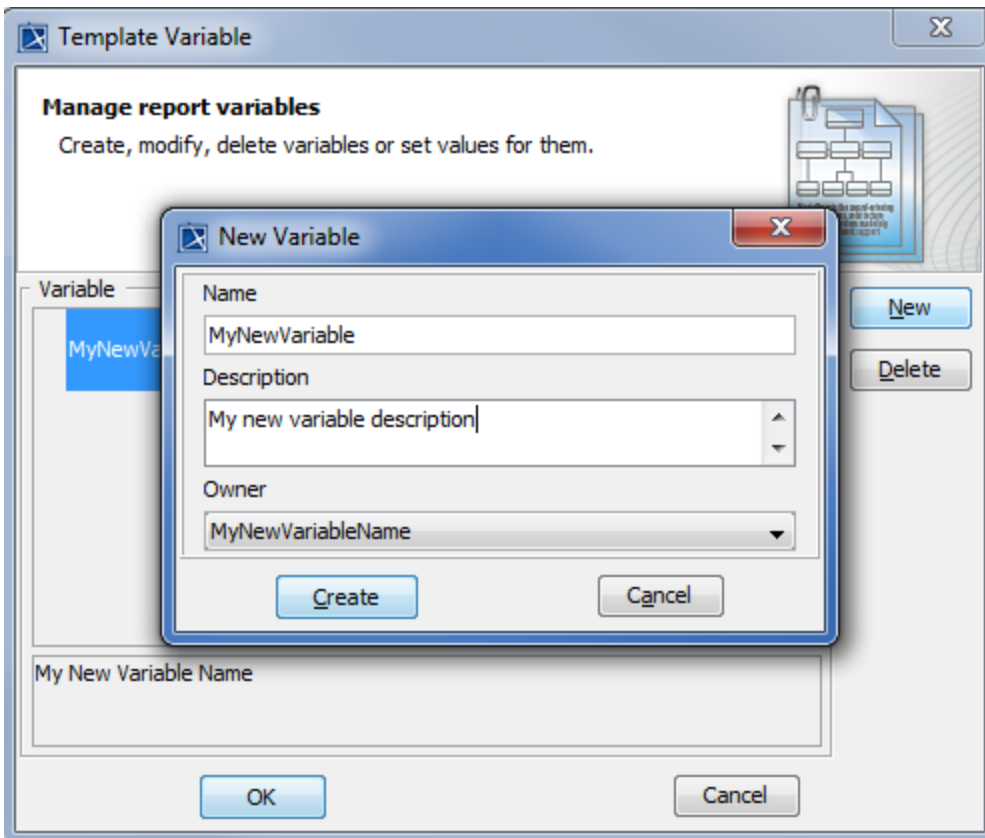 Template Variable
Manage report variables
Create, modify, delete variables or set values for them.
New Variable
Variable
Name
New
MyNewVariable
MyNewVa
Delete
Description
My new variable description
Owner
MyNewVariableName
Create
Cancel
My New Variable Name
OK
Cancel